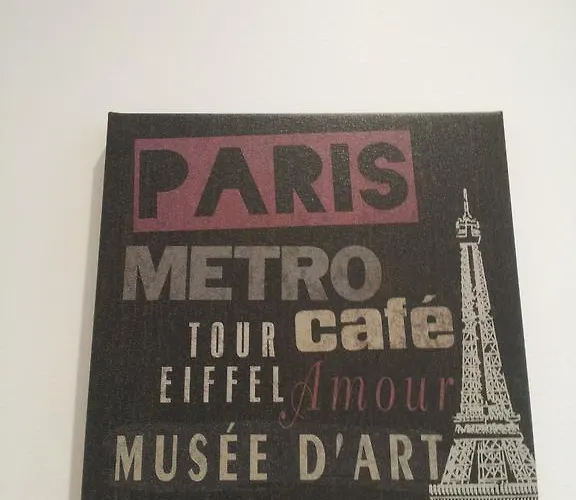 PARIS
METRO
TOUR café
EIFFEL Amour
MUSÉE D'ART